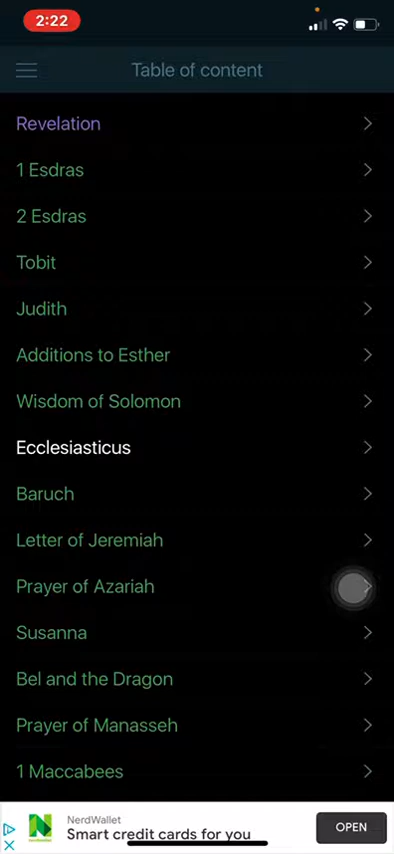 2:22
Table of content
Revelation
1 Esdras
2 Esdras
Tobit
Judith
Additions to Esther
Wisdom of Solomon
Ecclesiasticus
Baruch
Letter of Jeremiah
Prayer of Azariah
Susanna
Bel and the Dragon
Prayer of Manasseh
1 Maccabees
NerdWallet
Smart credit cards for you
OPEN